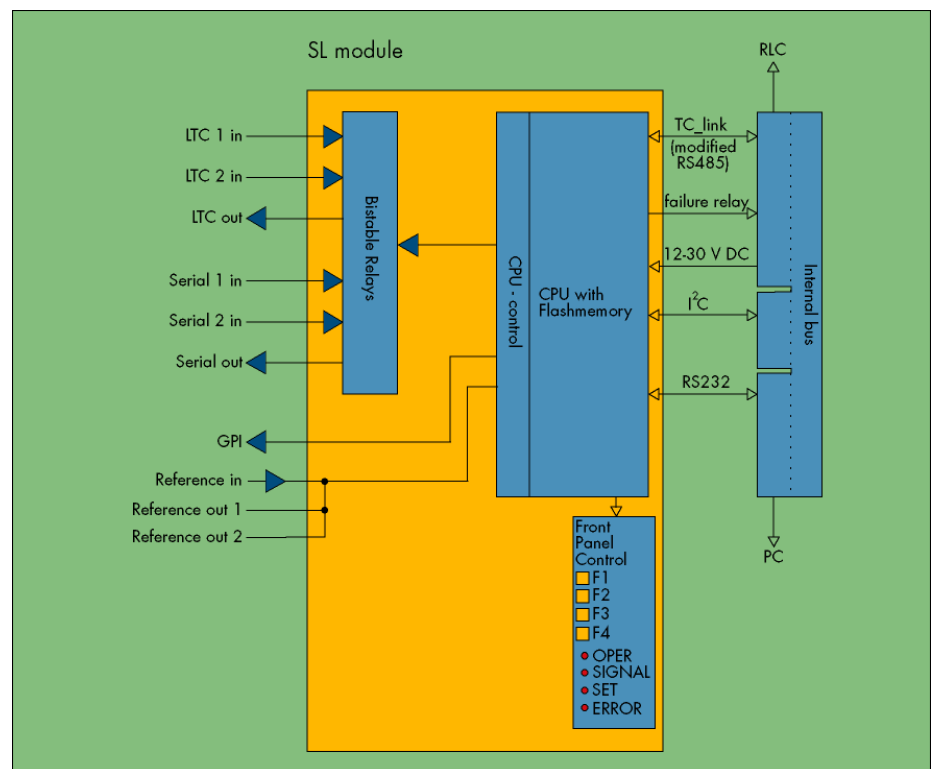 SL module
RLC
LTC 1 in
LTC 2 in
LTC out
Serial 1 in
Serial 2 in
Serial out
GPI
Reference in
Reference out 1
Reference out 2
Bistable Relays
CPU - control
CPU with
Flashmemory
TC_link
(modified
RS485)
failure relay
12-30 V DC
I²C
RS232
Internal bus
PC
Front
Panel
Control
F1
F2
F3
F4
OPER
SIGNAL
SET
ERROR